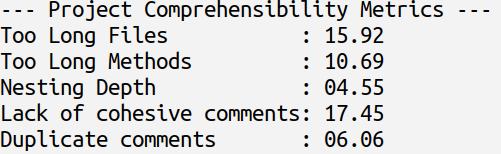 --- Project Comprehensibility Metrics ---
Too Long Files : 15.92
Too Long Methods : 10.69
Nesting Depth : 04.55
Lack of cohesive comments: 17.45
Duplicate comments : 06.06